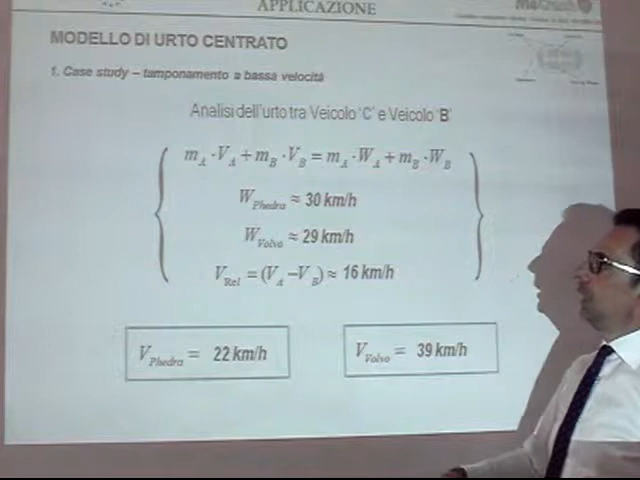 APPLICAZIONE
MODELLO DI URTO CENTRATO
1. Case study – tamponamento a bassa velocità
Analisi dell'urto tra Veicolo 'C' e Veicolo 'B'
m_A · V_A + m_B · V_B = m_A · W_A + m_B · W_B
W_Phedra ≈ 30 km/h
W_Volvo ≈ 29 km/h
V_Rel = (V_A – V_B) ≈ 16 km/h
V_Phedra = 22 km/h
V_Volvo = 39 km/h